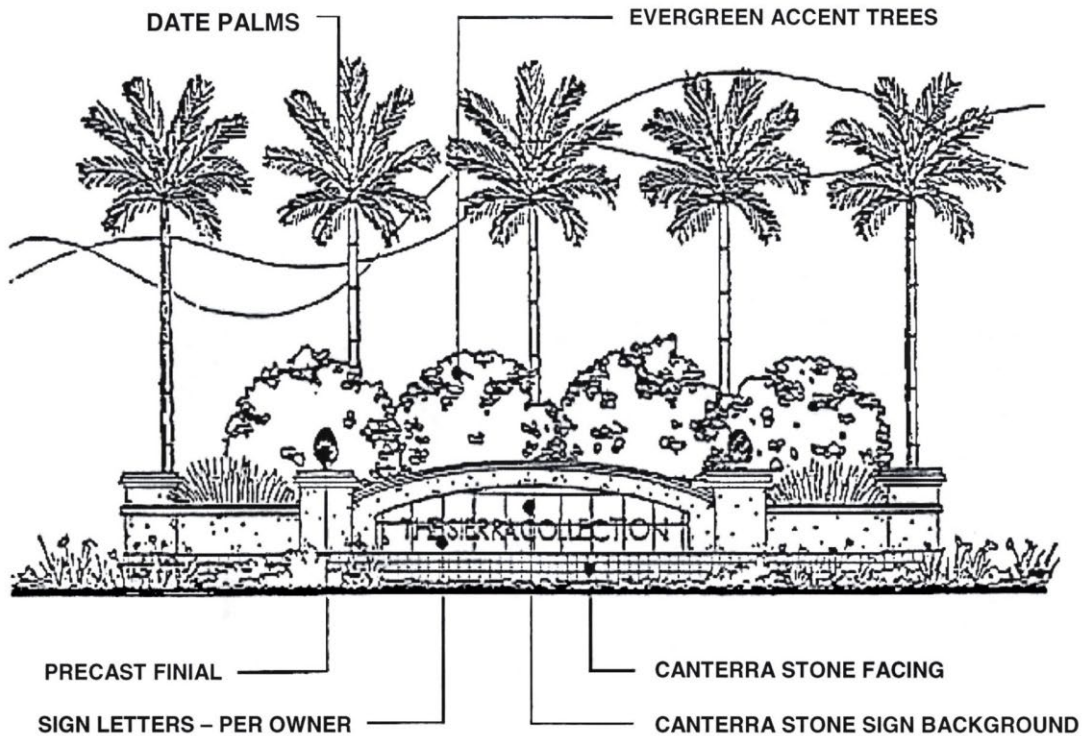 DATE PALMS
EVERGREEN ACCENT TREES
THE SIERRA COLLECTION
PRECAST FINIAL
CANTERRA STONE FACING
SIGN LETTERS – PER OWNER
CANTERRA STONE SIGN BACKGROUND